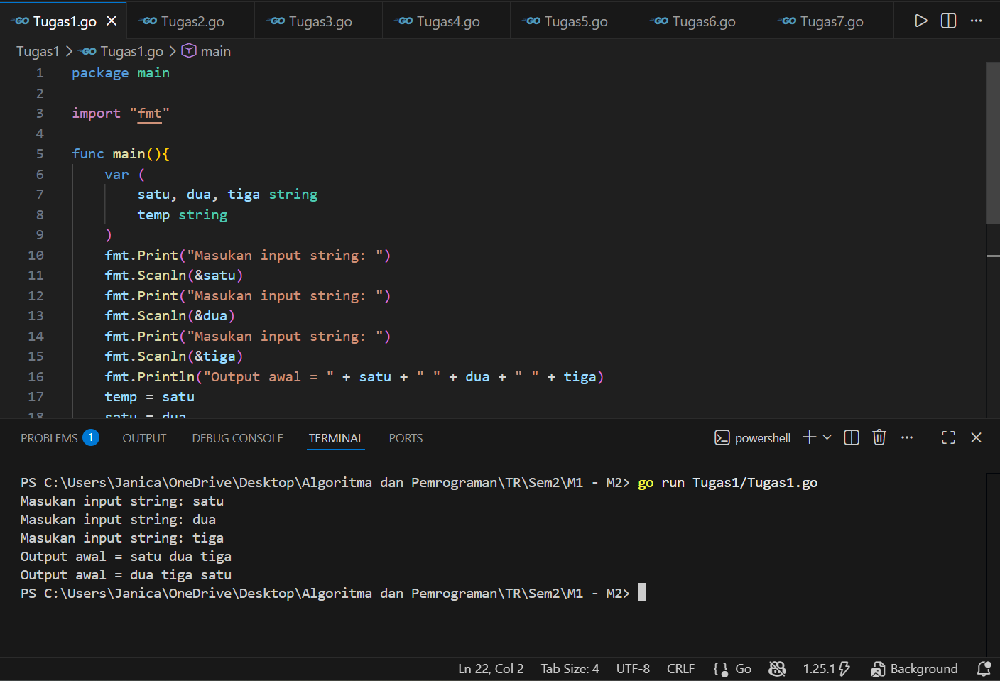 Tugas1.go Tugas2.go Tugas3.go Tugas4.go Tugas5.go Tugas6.go Tugas7.go
Tugas1 > Tugas1.go > main
1 package main
2
3 import "fmt"
4
5 func main(){
6     var (
7         satu, dua, tiga string
8         temp string
9     )
10     fmt.Print("Masukan input string: ")
11     fmt.Scanln(&satu)
12     fmt.Print("Masukan input string: ")
13     fmt.Scanln(&dua)
14     fmt.Print("Masukan input string: ")
15     fmt.Scanln(&tiga)
16     fmt.Println("Output awal = " + satu + " " + dua + " " + tiga)
17     temp = satu
18     satu = dua
PROBLEMS 1 OUTPUT DEBUG CONSOLE TERMINAL PORTS powershell
PS C:\Users\Janica\OneDrive\Desktop\Algoritma dan Pemrograman\TR\Sem2\M1 - M2> go run Tugas1/Tugas1.go
Masukan input string: satu
Masukan input string: dua
Masukan input string: tiga
Output awal = satu dua tiga
Output awal = dua tiga satu
PS C:\Users\Janica\OneDrive\Desktop\Algoritma dan Pemrograman\TR\Sem2\M1 - M2>
Ln 22, Col 2 Tab Size: 4 UTF-8 CRLF Go 1.25.1 Background